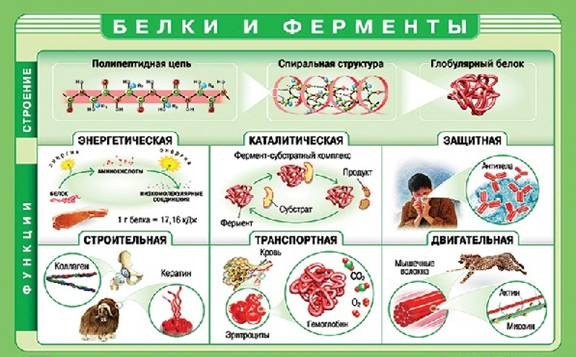 БЕЛКИ И ФЕРМЕНТЫ
СТРОЕНИЕ
Полипептидная цепь
Спиральная структура
Глобулярный белок
ФУНКЦИИ
ЭНЕРГЕТИЧЕСКАЯ
энергия
энергия
АМИНОКИСЛОТЫ
БЕЛОК
НИЗКОМОЛЕКУЛЯРНЫЕ
СОЕДИНЕНИЯ
1 г белка = 17,16 кДж
КАТАЛИТИЧЕСКАЯ
Фермент-субстратный комплекс
Продукт
Субстрат
Фермент
ЗАЩИТНАЯ
Антитела
СТРОИТЕЛЬНАЯ
Коллаген
Кератин
ТРАНСПОРТНАЯ
Кровь
CO₂
O₂
Гемоглобин
Эритроциты
ДВИГАТЕЛЬНАЯ
Мышечные
волокна
Актин
Миозин